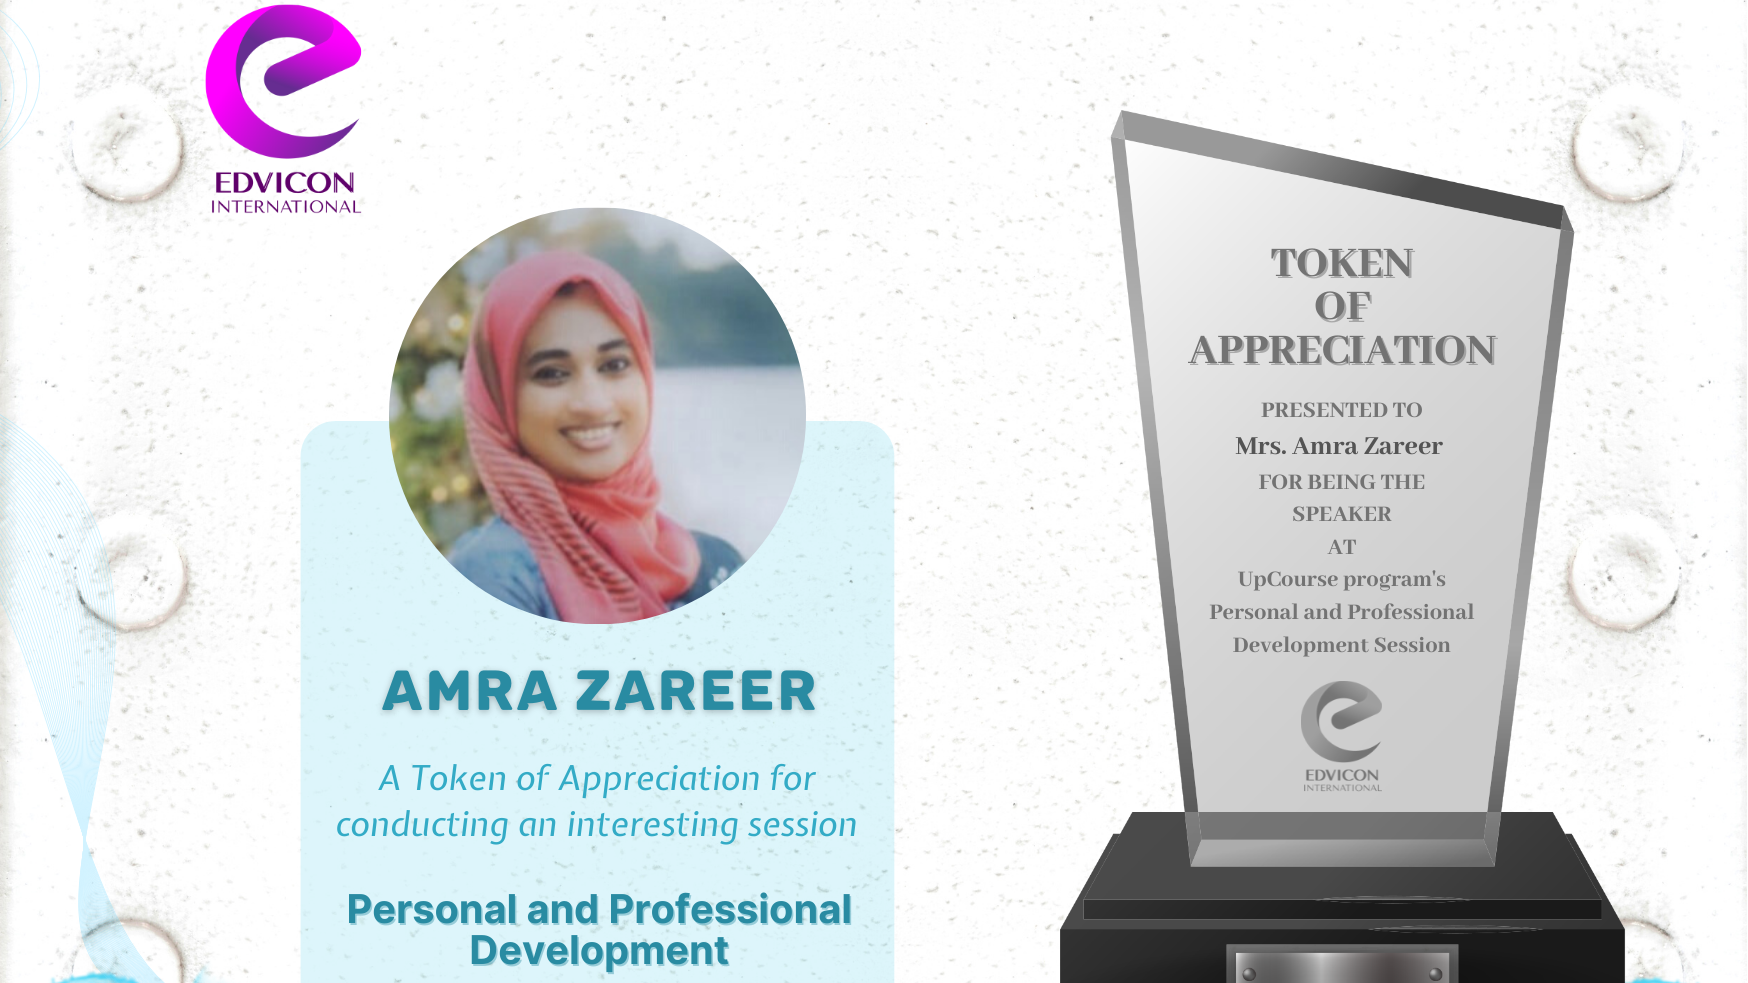 EDVICON
INTERNATIONAL
AMRA ZAREER
A Token of Appreciation for
conducting an interesting session
Personal and Professional
Development
TOKEN
OF
APPRECIATION
PRESENTED TO
Mrs. Amra Zareer
FOR BEING THE
SPEAKER
AT
UpCourse program's
Personal and Professional
Development Session
EDVICON
INTERNATIONAL